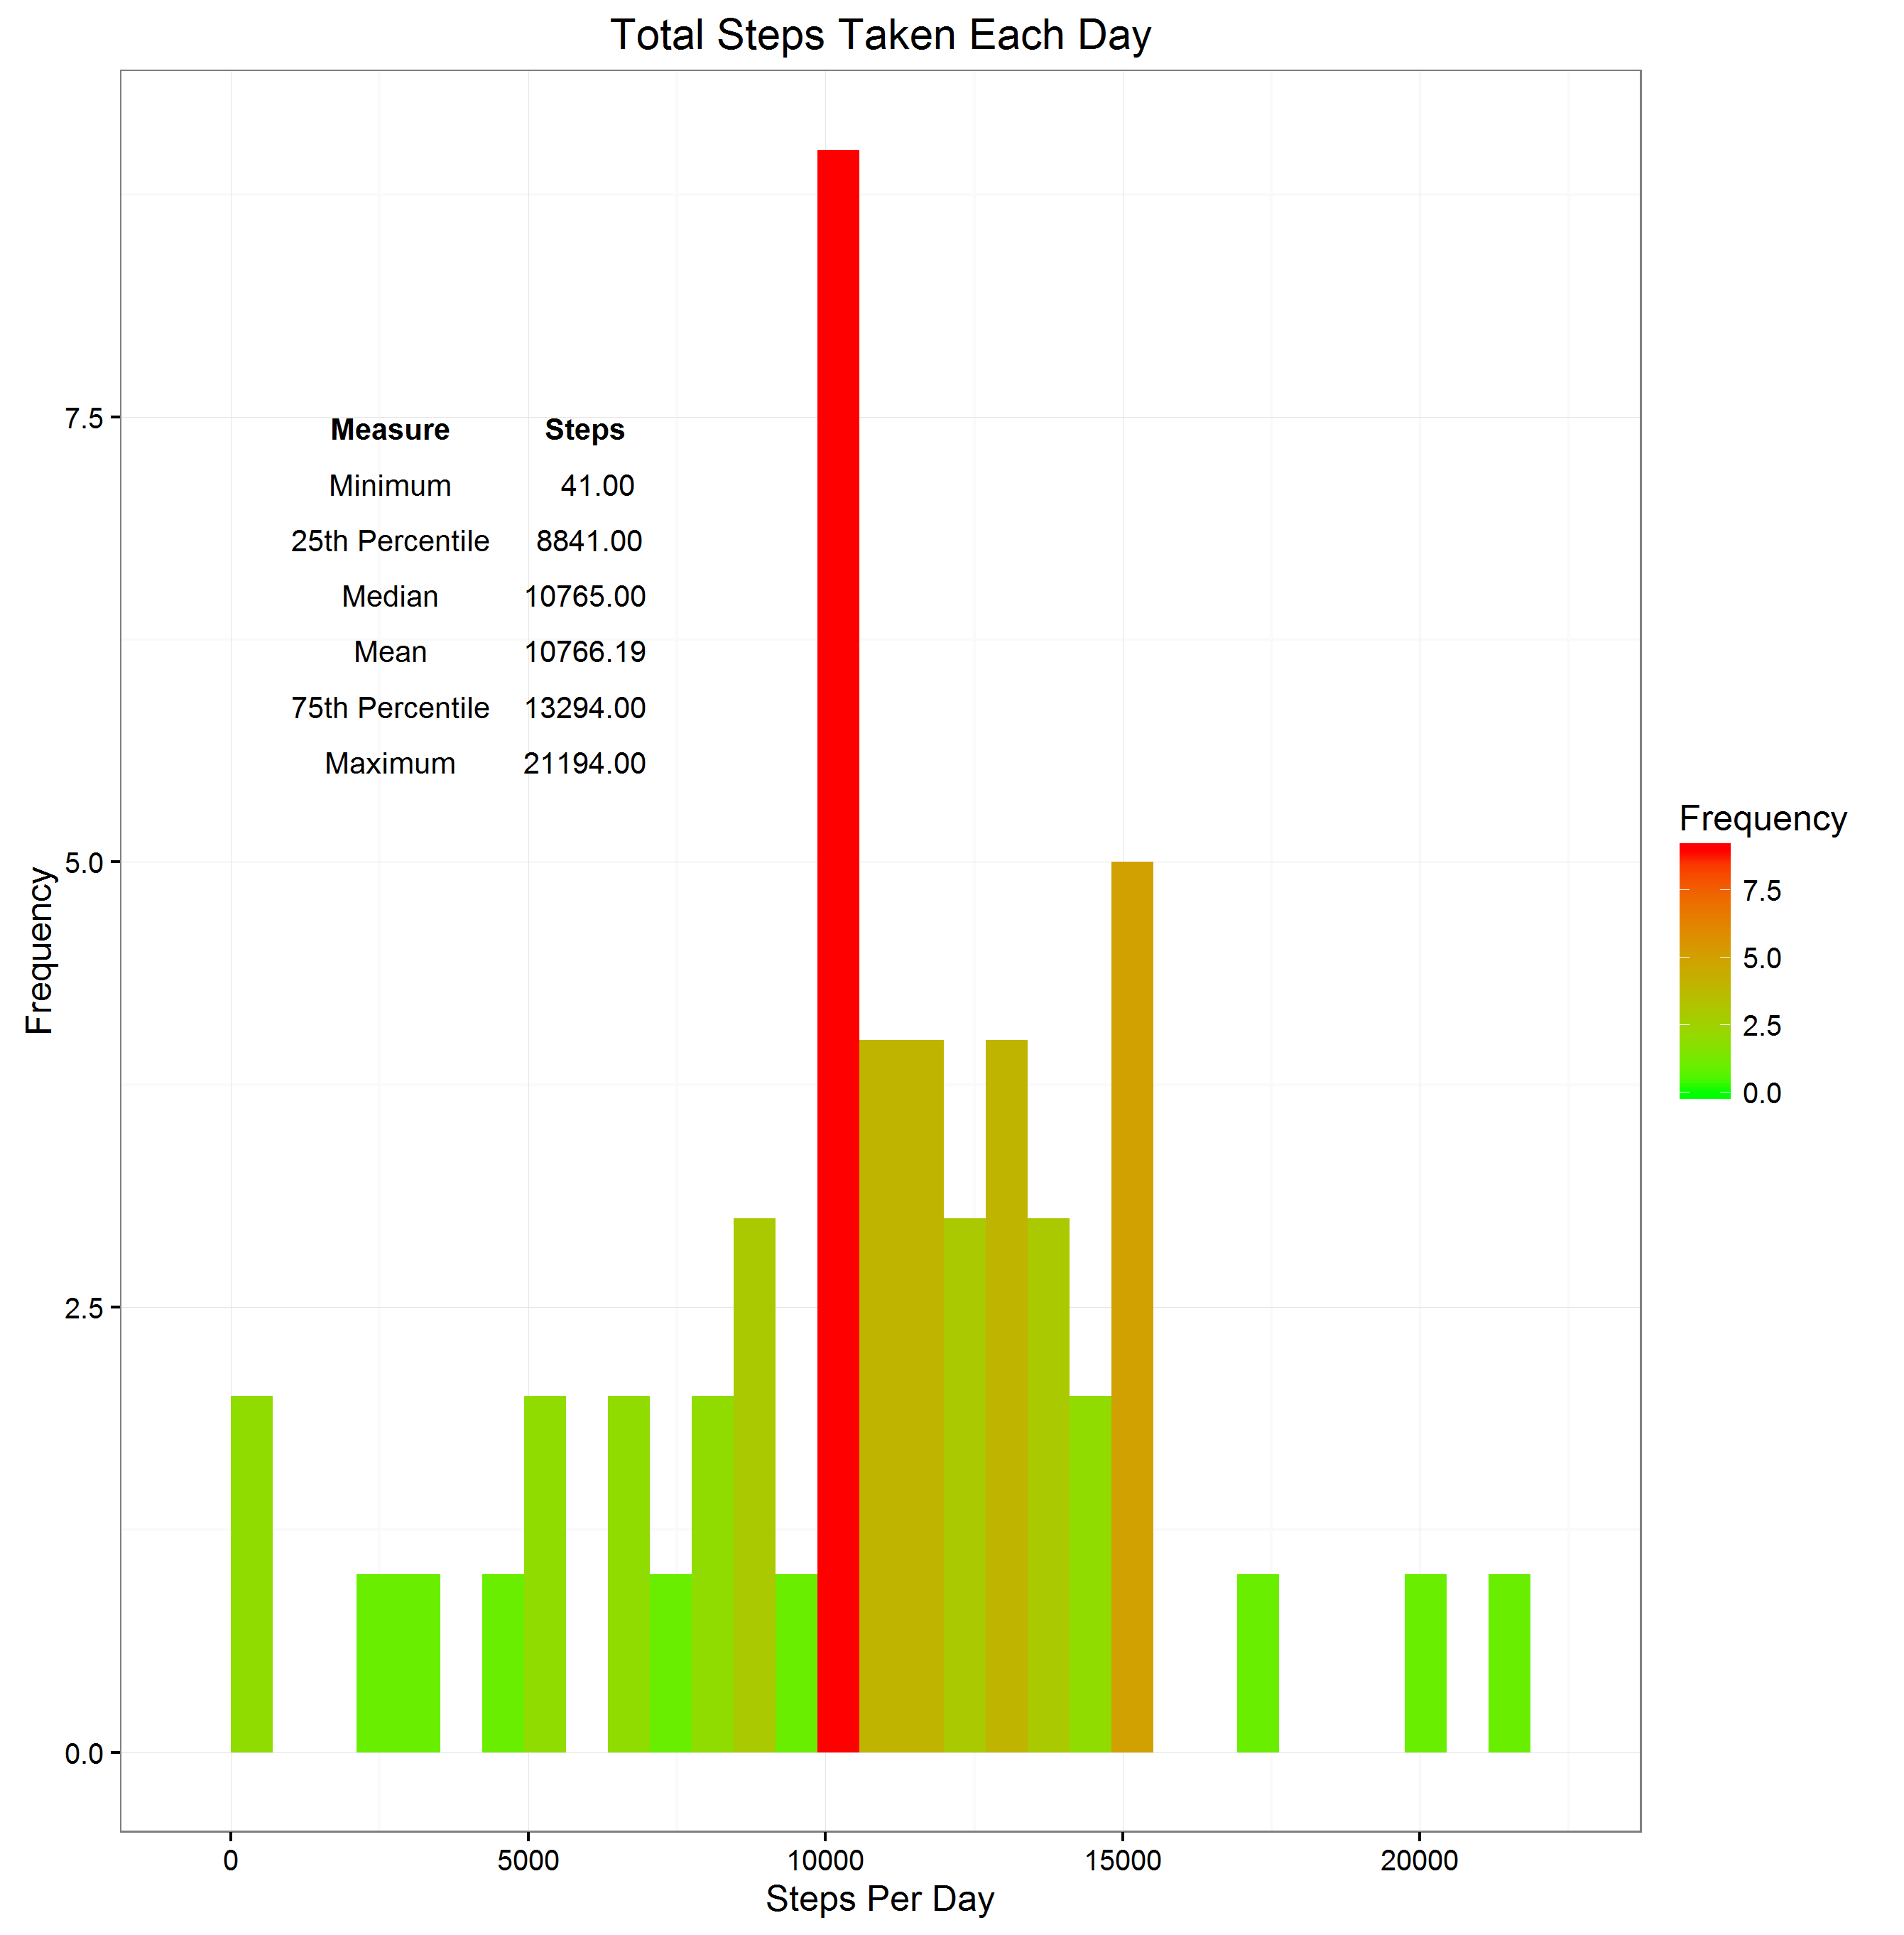 Total Steps Taken Each Day
Frequency
7.5
5.0
2.5
0.0
Measure Steps
Minimum 41.00
25th Percentile 8841.00
Median 10765.00
Mean 10766.19
75th Percentile 13294.00
Maximum 21194.00
0 5000 10000 15000 20000
Steps Per Day
Frequency
7.5
5.0
2.5
0.0